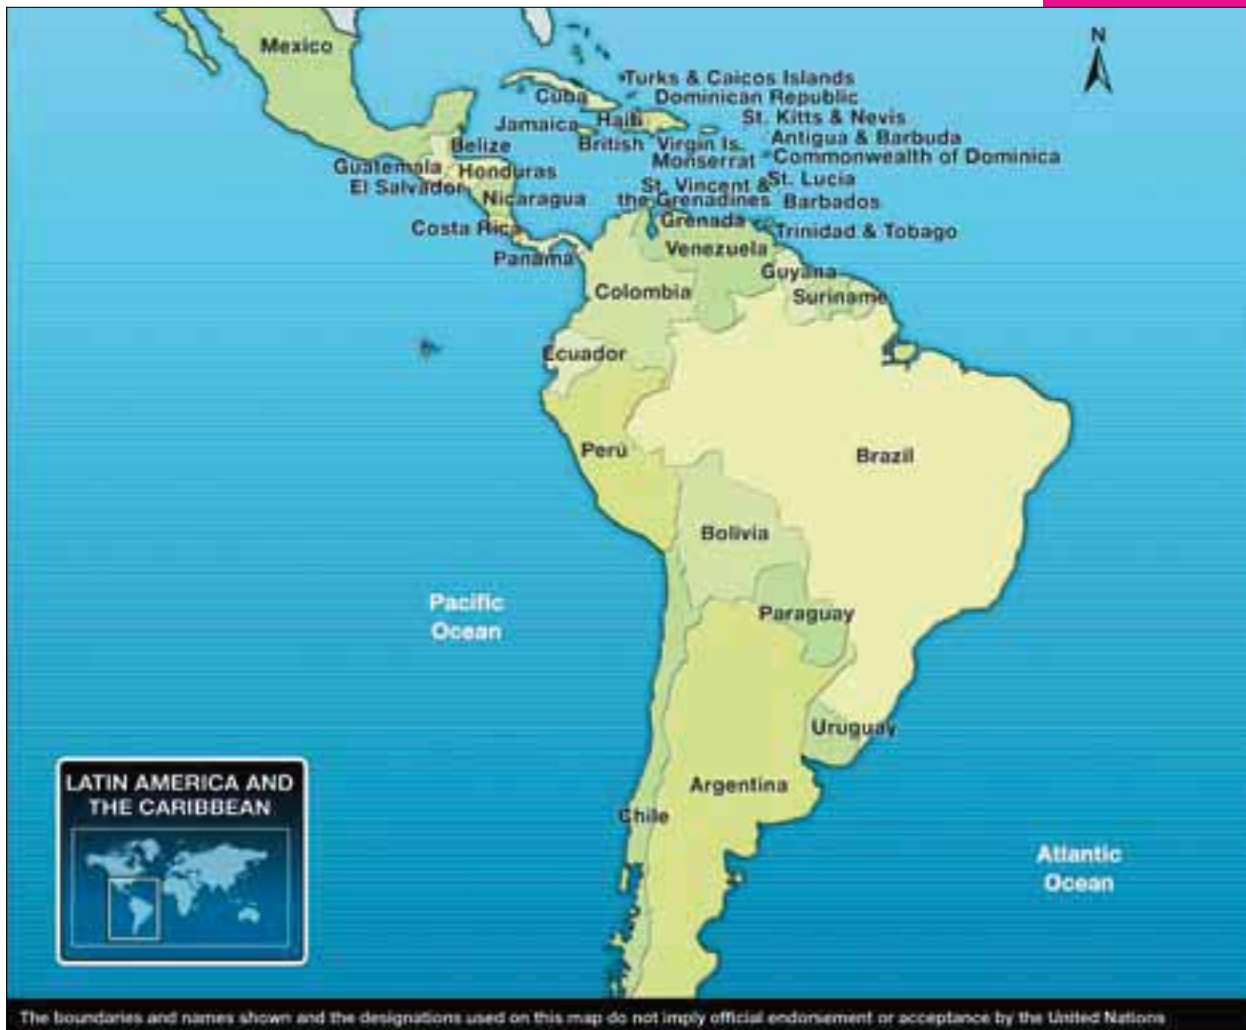 N
Mexico
Turks & Caicos Islands
Cuba
Dominican Republic
Jamaica
Haiti
St. Kitts & Nevis
British Virgin Is.
Antigua & Barbuda
Belize
Monserrat
Commonwealth of Dominica
Guatemala
Honduras
St. Lucia
El Salvador
St. Vincent &
the Grenadines
Nicaragua
Barbados
Grenada
Costa Rica
Trinidad & Tobago
Venezuela
Panamá
Guyana
Colombia
Suriname
Ecuador
Perú
Brazil
Bolivia
Pacific
Ocean
Paraguay
Uruguay
Argentina
Chile
LATIN AMERICA AND
THE CARIBBEAN
Atlantic
Ocean
The boundaries and names shown and the designations used on this map do not imply official endorsement or acceptance by the United Nations